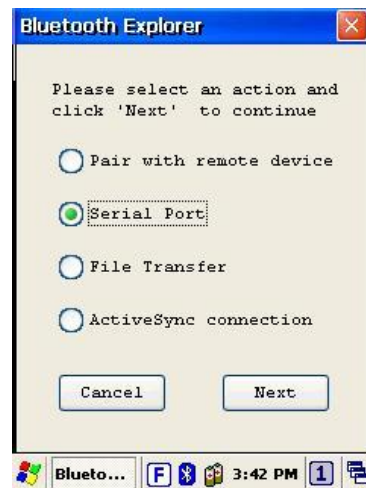 Bluetooth Explorer
Please select an action and
click 'Next' to continue
Pair with remote device
Serial Port
File Transfer
ActiveSync connection
Cancel Next
Blueto... F 3:42 PM 1